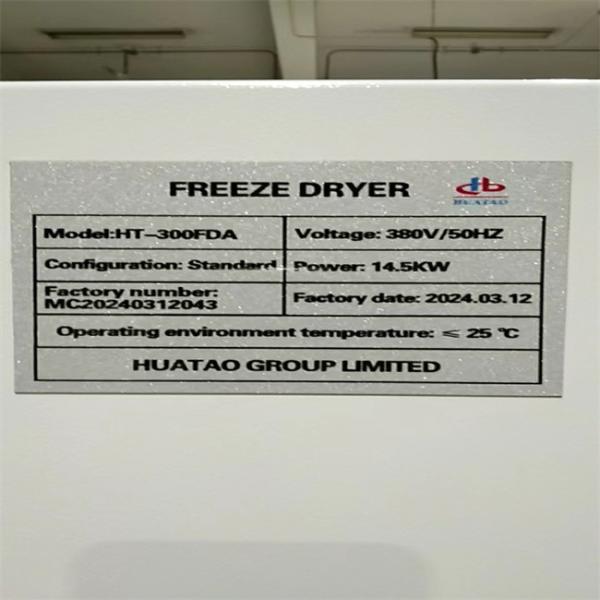 FREEZE DRYER
HUATAO
Model:HT-300FDA
Voltage: 380V/50HZ
Configuration: Standard
Power: 14.5KW
Factory number:
MC20240312043
Factory date: 2024.03.12
Operating environment temperature: ≤ 25 ℃
HUATAO GROUP LIMITED